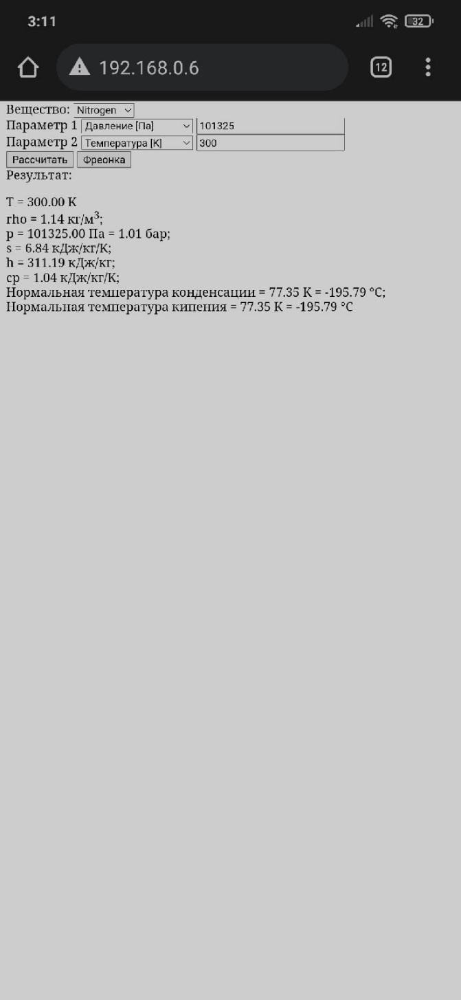 3:11
32
192.168.0.6
12
Вещество: Nitrogen
Параметр 1 Давление [Па] 101325
Параметр 2 Температура [K] 300
Рассчитать Фреонка
Результат:
T = 300.00 K
rho = 1.14 кг/м³;
p = 101325.00 Па = 1.01 бар;
s = 6.84 кДж/кг/K;
h = 311.19 кДж/кг;
cp = 1.04 кДж/кг/K;
Нормальная температура конденсации = 77.35 K = -195.79 °C;
Нормальная температура кипения = 77.35 K = -195.79 °C